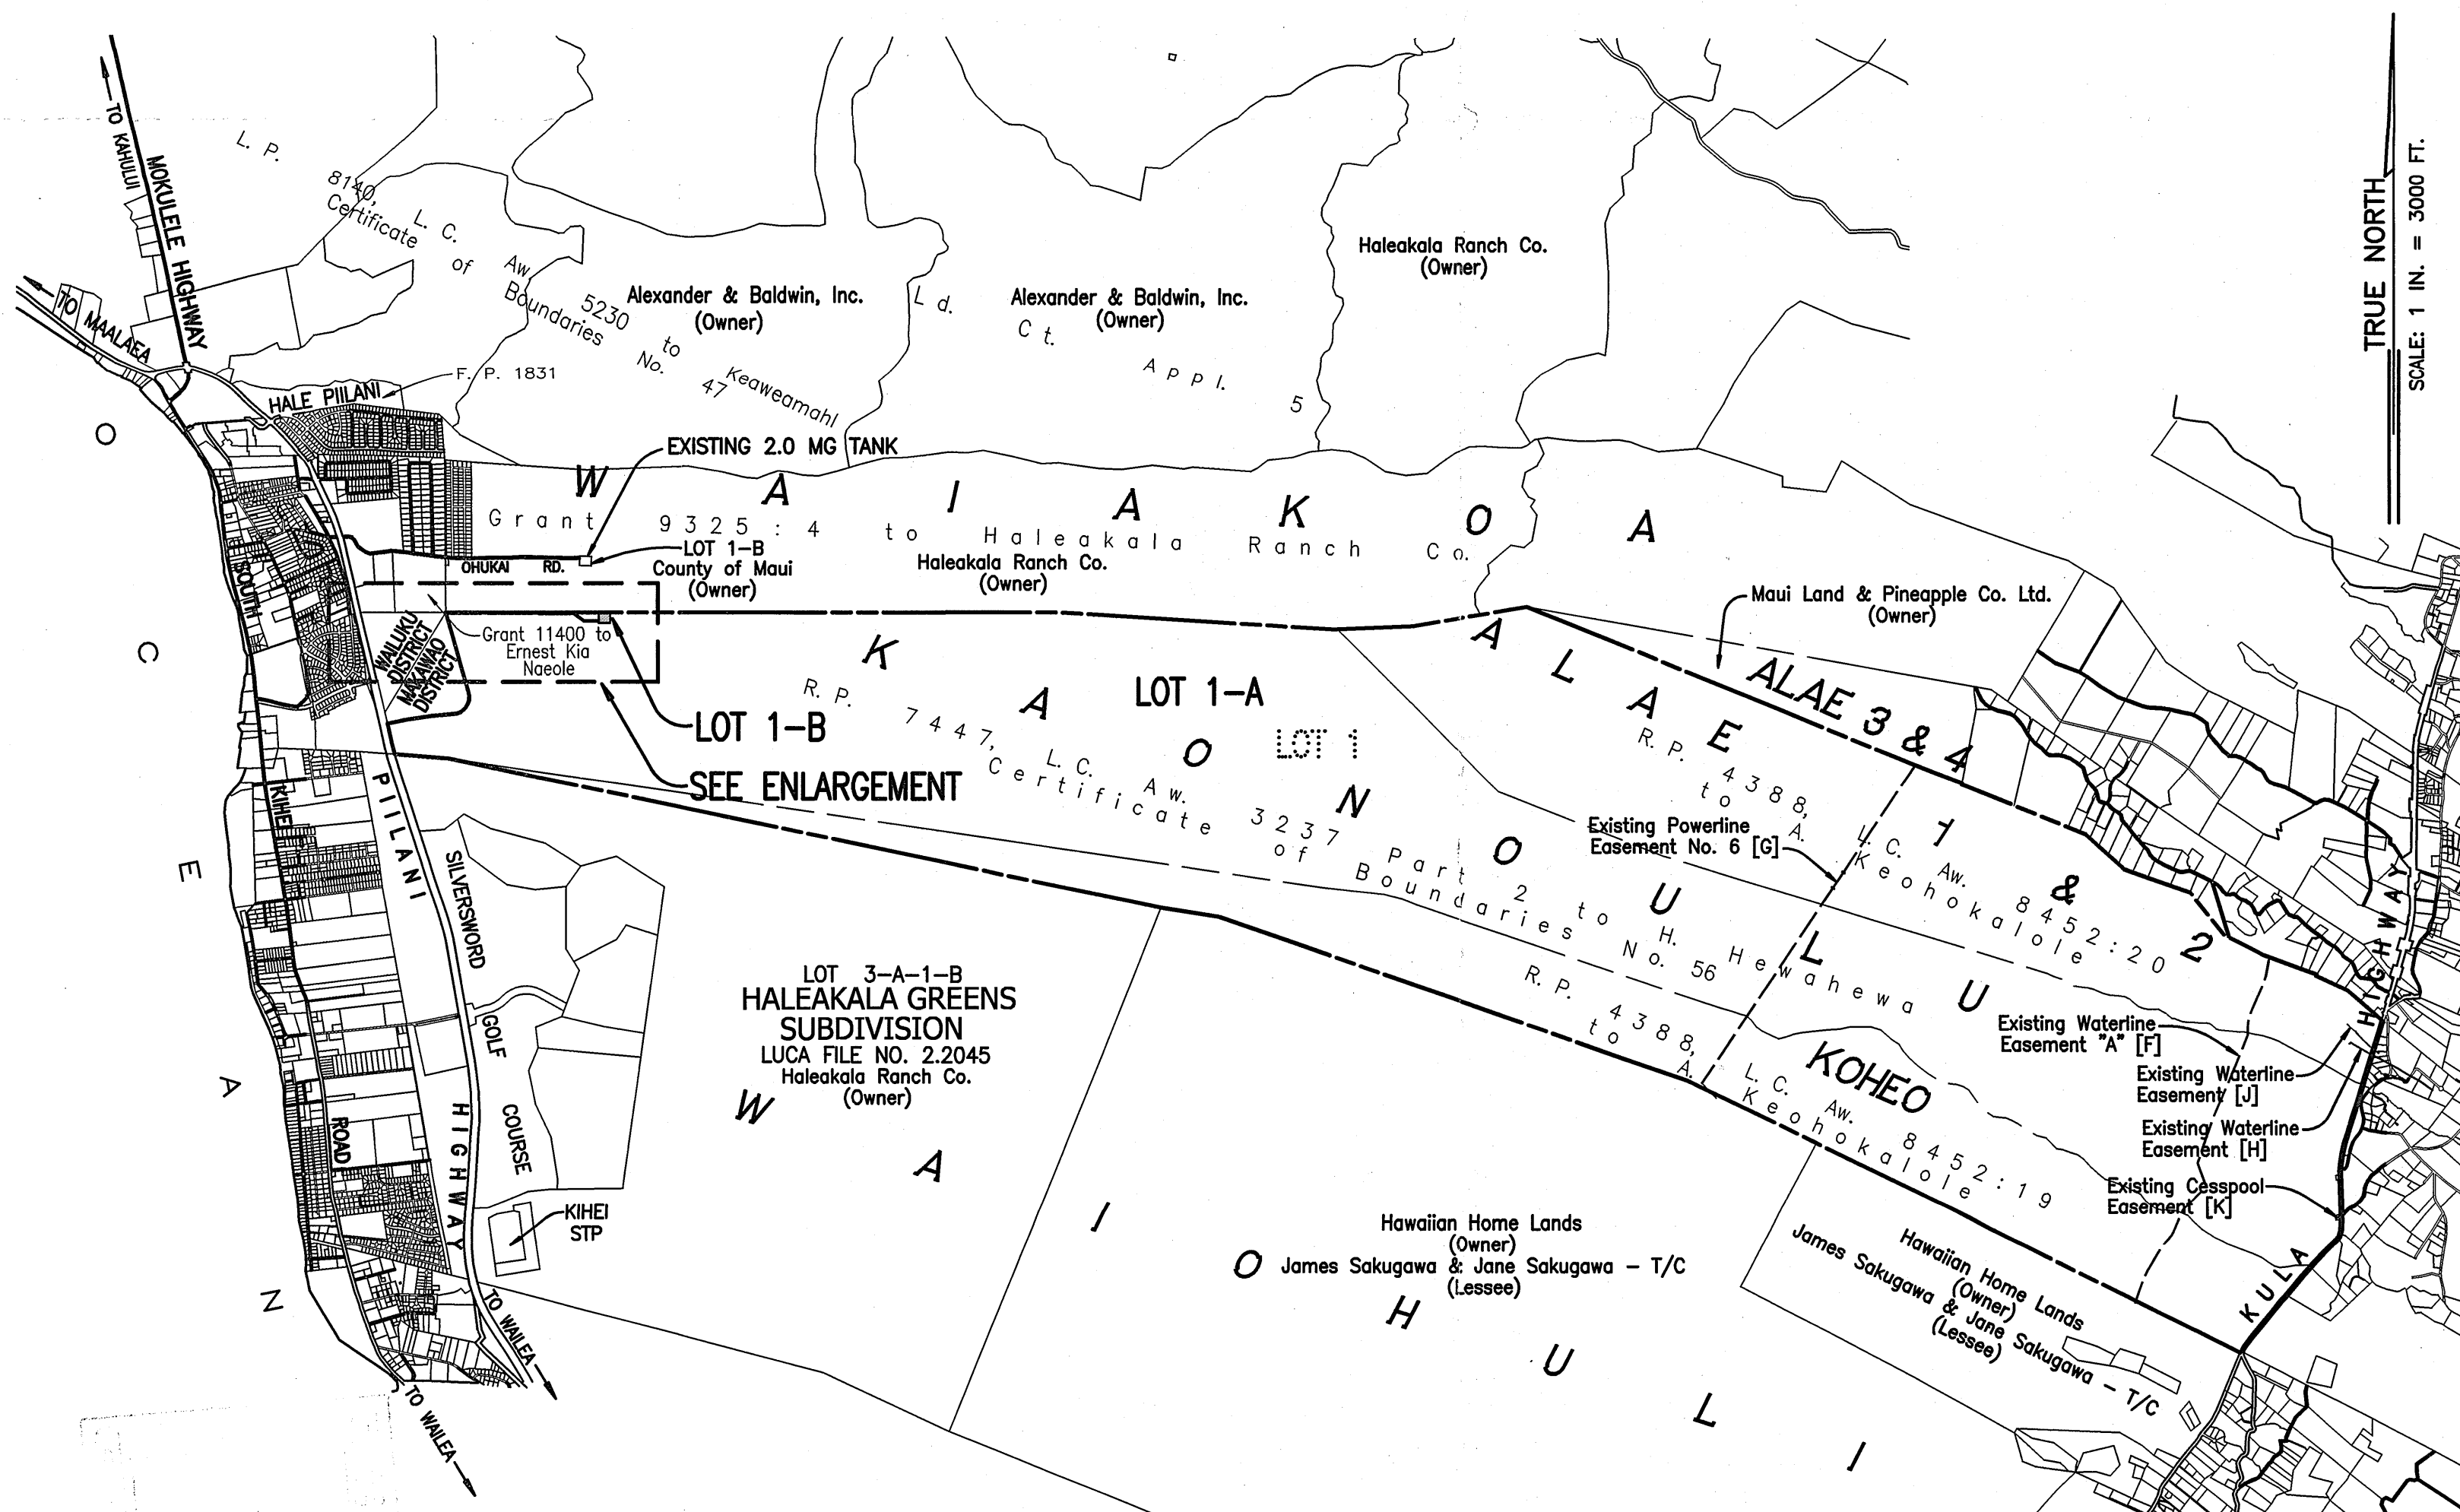 TO KAHULUI
MOKULELE HIGHWAY
TO MAALAEA
L. P. 8140,
Certificate
L. C.
of
Aw.
Boundaries
5230
to
No.
47
Keaweamahl
Ld.
Ct.
Appl.
5
Alexander & Baldwin, Inc.
(Owner)
Alexander & Baldwin, Inc.
(Owner)
Haleakala Ranch Co.
(Owner)
TRUE NORTH
SCALE: 1 IN. = 3000 FT.
F. P. 1831
HALE PIILANI
EXISTING 2.0 MG TANK
WAIAKOA
Grant 9325 : 4 to Haleakala Ranch Co.
Haleakala Ranch Co.
(Owner)
LOT 1-B
County of Maui
(Owner)
OHUKAI RD.
Grant 11400 to
Ernest Kia
Naeole
WAILUKU
DISTRICT
MAKAWAO
DISTRICT
LOT 1-B
SEE ENLARGEMENT
LOT 1-A
LOT 1
Maui Land & Pineapple Co. Ltd.
(Owner)
ALAE 3 & 4
ALAE 1 & 2
R. P. 4388, L. C. Aw. 8452:20
to A. Keohokalole
KAONOULU
R. P. 7447, L. C. Aw. 3237 Part 2 to H. Hewahewa
Certificate of Boundaries No. 56
Existing Powerline
Easement No. 6 [G]
R. P. 4388, L. C. Aw. 8452:19
to A. Keohokalole
KOHEO
Existing Waterline
Easement "A" [F]
Existing Waterline
Easement [J]
Existing Waterline
Easement [H]
Existing Cesspool
Easement [K]
KULA HIGHWAY
OCEAN
SOUTH KIHEI ROAD
PIILANI HIGHWAY
SILVERSWORD GOLF COURSE
KIHEI
STP
TO WAILEA
TO WAILEA
LOT 3-A-1-B
HALEAKALA GREENS
SUBDIVISION
LUCA FILE NO. 2.2045
Haleakala Ranch Co.
(Owner)
WAIOHULI
Hawaiian Home Lands
(Owner)
James Sakugawa & Jane Sakugawa - T/C
(Lessee)
Hawaiian Home Lands
(Owner)
James Sakugawa & Jane Sakugawa - T/C
(Lessee)